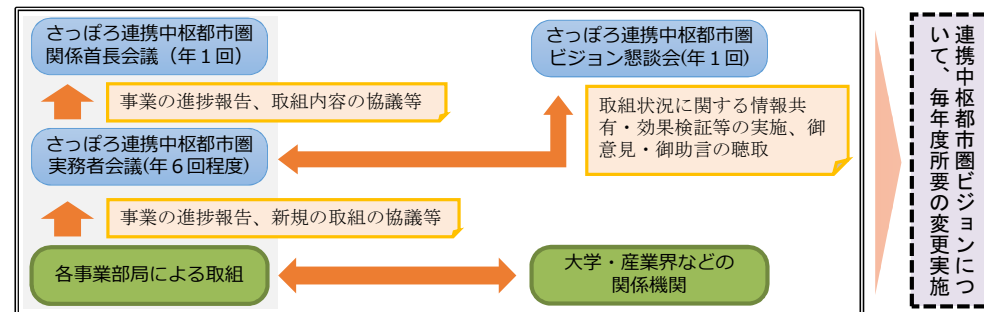 さっぽろ連携中枢都市圏
関係首長会議（年１回）
さっぽろ連携中枢都市圏
ビジョン懇談会(年１回)
事業の進捗報告、取組内容の協議等
取組状況に関する情報共
有・効果検証等の実施、御
意見・御助言の聴取
さっぽろ連携中枢都市圏
実務者会議(年６回程度)
事業の進捗報告、新規の取組の協議等
各事業部局による取組
大学・産業界などの
関係機関
連携中枢都市圏ビジョンにつ
いて、毎年度所要の変更実施